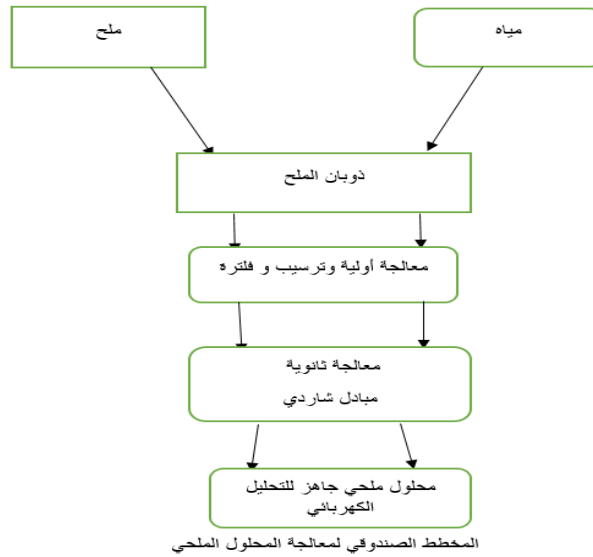 ملح
مياه
ذوبان الملح
معالجة أولية وترسيب و فلترة
معالجة ثانوية
مبادل شاردي
محلول ملحي جاهز للتحليل
الكهربائي
المخطط الصندوقي لمعالجة المحلول الملحي